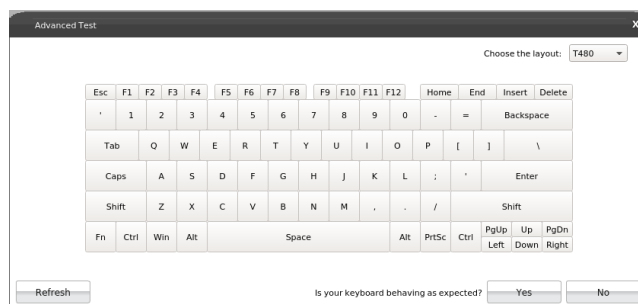 Advanced Test X
Choose the layout: T480
Esc F1 F2 F3 F4 F5 F6 F7 F8 F9 F10 F11 F12 Home End Insert Delete
' 1 2 3 4 5 6 7 8 9 0 - = Backspace
Tab Q W E R T Y U I O P [ ] \
Caps A S D F G H J K L ; ' Enter
Shift Z X C V B N M , . / Shift
Fn Ctrl Win Alt Space Alt PrtSc Ctrl PgUp Up PgDn
Left Down Right
Refresh Is your keyboard behaving as expected? Yes No